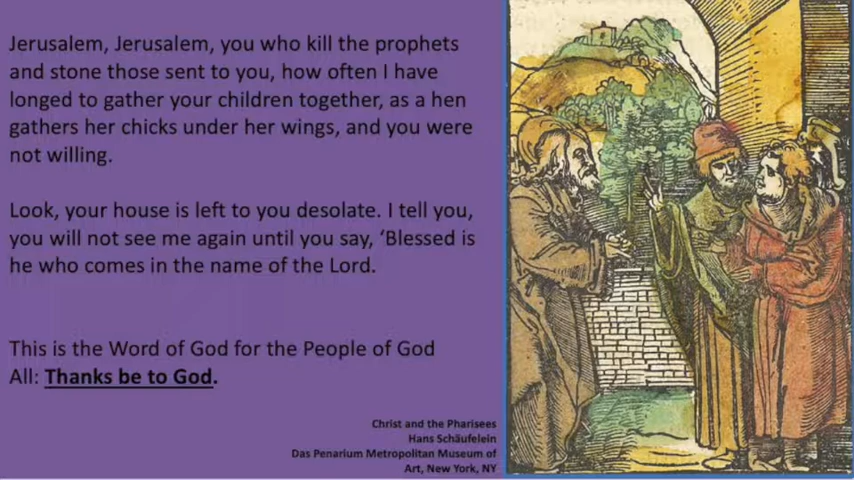 Jerusalem, Jerusalem, you who kill the prophets
and stone those sent to you, how often I have
longed to gather your children together, as a hen
gathers her chicks under her wings, and you were
not willing.
Look, your house is left to you desolate. I tell you,
you will not see me again until you say, ‘Blessed is
he who comes in the name of the Lord.
This is the Word of God for the People of God
All: Thanks be to God.
Christ and the Pharisees
Hans Schäufelein
Das Penarium Metropolitan Museum of
Art, New York, NY